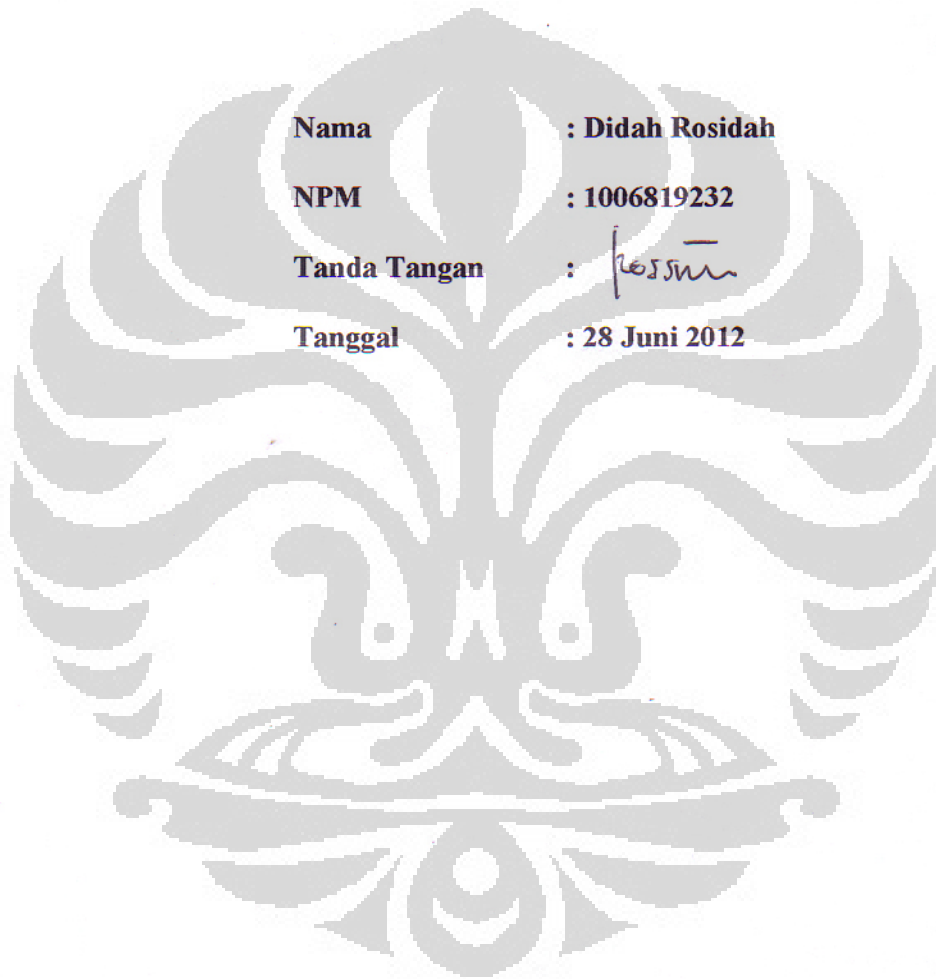 Nama : Didah Rosidah
NPM : 1006819232
Tanda Tangan :
Tanggal : 28 Juni 2012